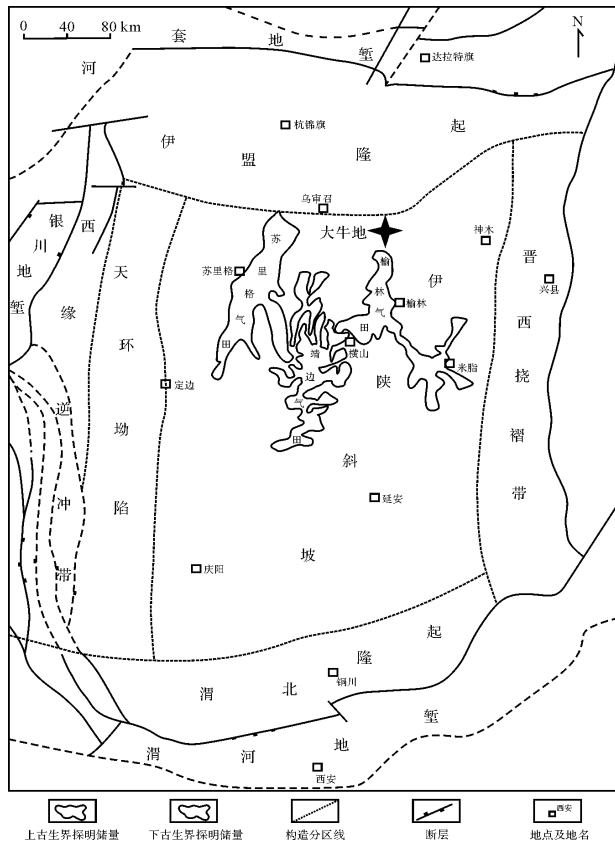 0 40 80 km
N
河套地堑
达拉特旗
杭锦旗
伊盟隆起
乌审召
大牛地
神木
银川地堑
西缘逆冲带
天环坳陷
苏里格
苏里格气田
榆林气田
榆林
兴县
晋西挠褶带
横山
靖边气田
米脂
定边
伊陕斜坡
延安
庆阳
渭北隆起
铜川
渭河地堑
西安
上古生界探明储量
下古生界探明储量
构造分区线
断层
西安
地点及地名